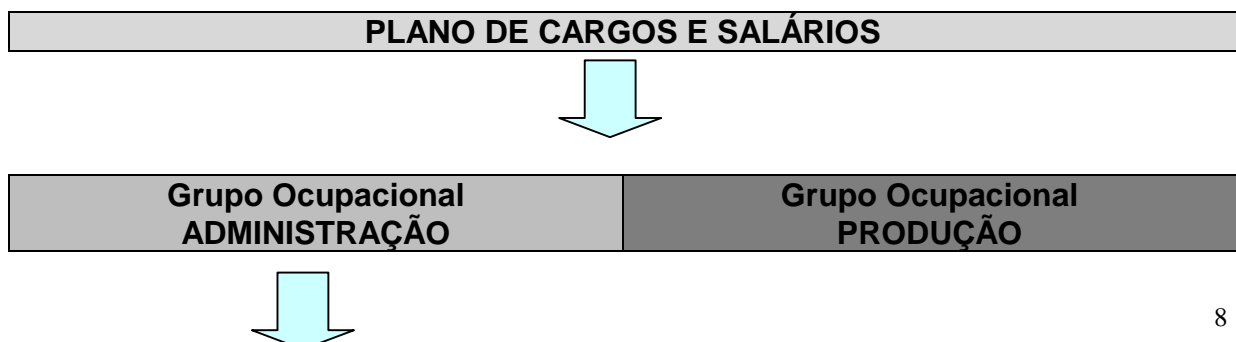 PLANO DE CARGOS E SALÁRIOS
Grupo Ocupacional
ADMINISTRAÇÃO
Grupo Ocupacional
PRODUÇÃO
8